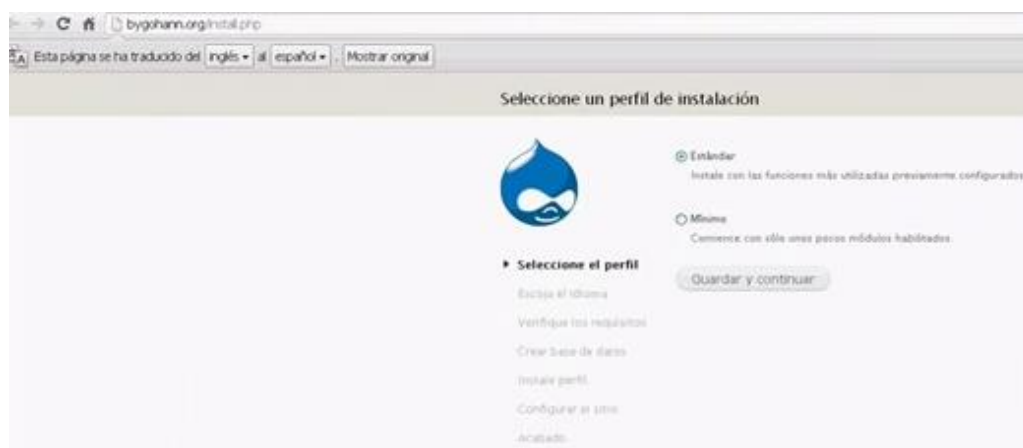 bygohann.org/install.php
Esta página se ha traducido del inglés al español . Mostrar original
Seleccione un perfil de instalación
Estándar
Instale con las funciones más utilizadas previamente configurados
Mínimo
Comience con sólo unos pocos módulos habilitados.
Guardar y continuar
Seleccione el perfil
Escoja el idioma
Verifique los requisitos
Crear base de datos
Instale perfil
Configurar el sitio
Acabado